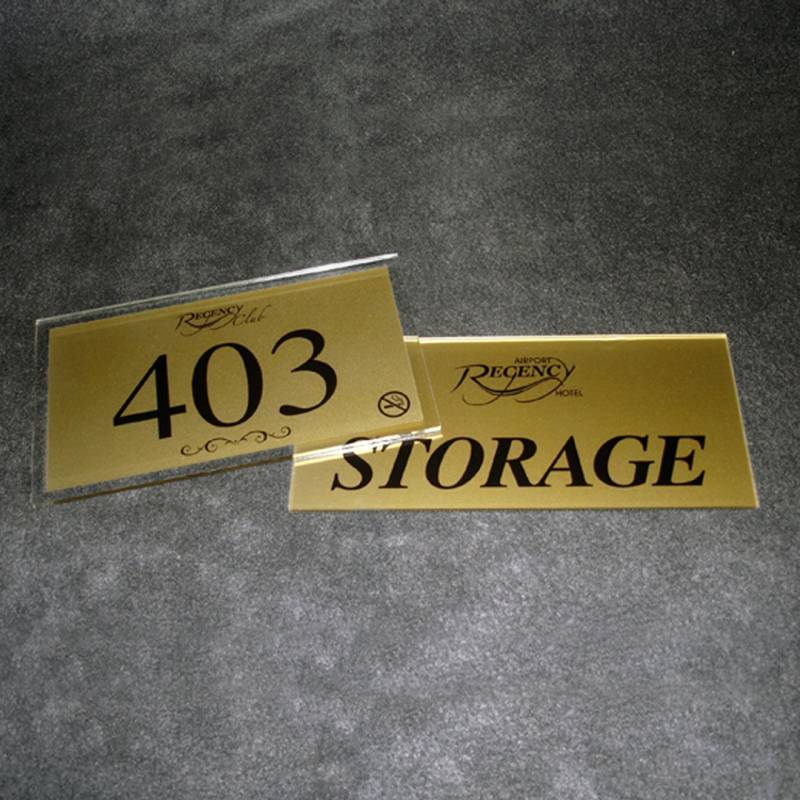 REGENCY Club
403
AIRPORT
REGENCY
HOTEL
STORAGE